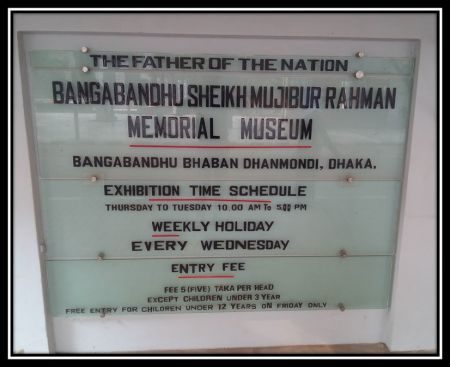 THE FATHER OF THE NATION
BANGABANDHU SHEIKH MUJIBUR RAHMAN
MEMORIAL MUSEUM
BANGABANDHU BHABAN DHANMONDI, DHAKA.
EXHIBITION TIME SCHEDULE
THURSDAY TO TUESDAY 10.00 AM To 5.00 PM
WEEKLY HOLIDAY
EVERY WEDNESDAY
ENTRY FEE
FEE 5 (FIVE) TAKA PER HEAD
EXCEPT CHILDREN UNDER 3 YEAR
FREE ENTRY FOR CHILDREN UNDER 12 YEARS ON FRIDAY ONLY